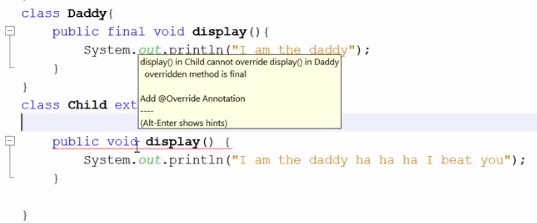 class Daddy{
public final void display(){
System.out.println("I am the daddy");
display() in Child cannot override display() in Daddy
overridden method is final
}
Add @Override Annotation
}
----
class Child ext
(Alt-Enter shows hints)
public void display() {
System.out.println("I am the daddy ha ha ha I beat you");
}
}